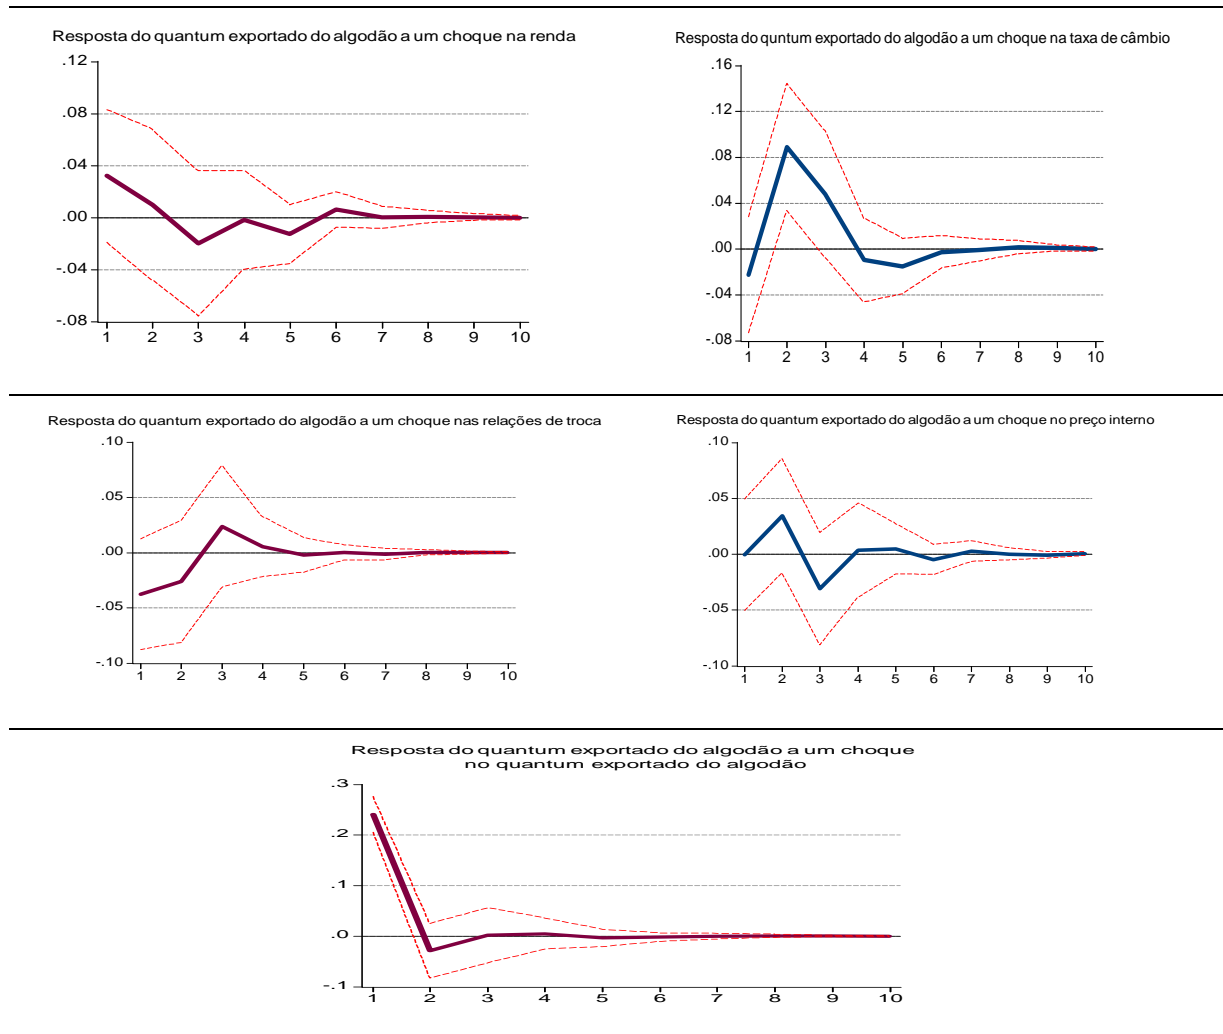 Resposta do quantum exportado do algodão a um choque na renda
.12
.08
.04
.00
-.04
-.08
1 2 3 4 5 6 7 8 9 10
Resposta do quntum exportado do algodão a um choque na taxa de câmbio
.16
.12
.08
.04
.00
-.04
-.08
1 2 3 4 5 6 7 8 9 10
Resposta do quantum exportado do algodão a um choque nas relações de troca
.10
.05
.00
-.05
-.10
1 2 3 4 5 6 7 8 9 10
Resposta do quantum exportado do algodão a um choque no preço interno
.10
.05
.00
-.05
-.10
1 2 3 4 5 6 7 8 9 10
Resposta do quantum exportado do algodão a um choque
no quantum exportado do algodão
.3
.2
.1
.0
-.1
1 2 3 4 5 6 7 8 9 10